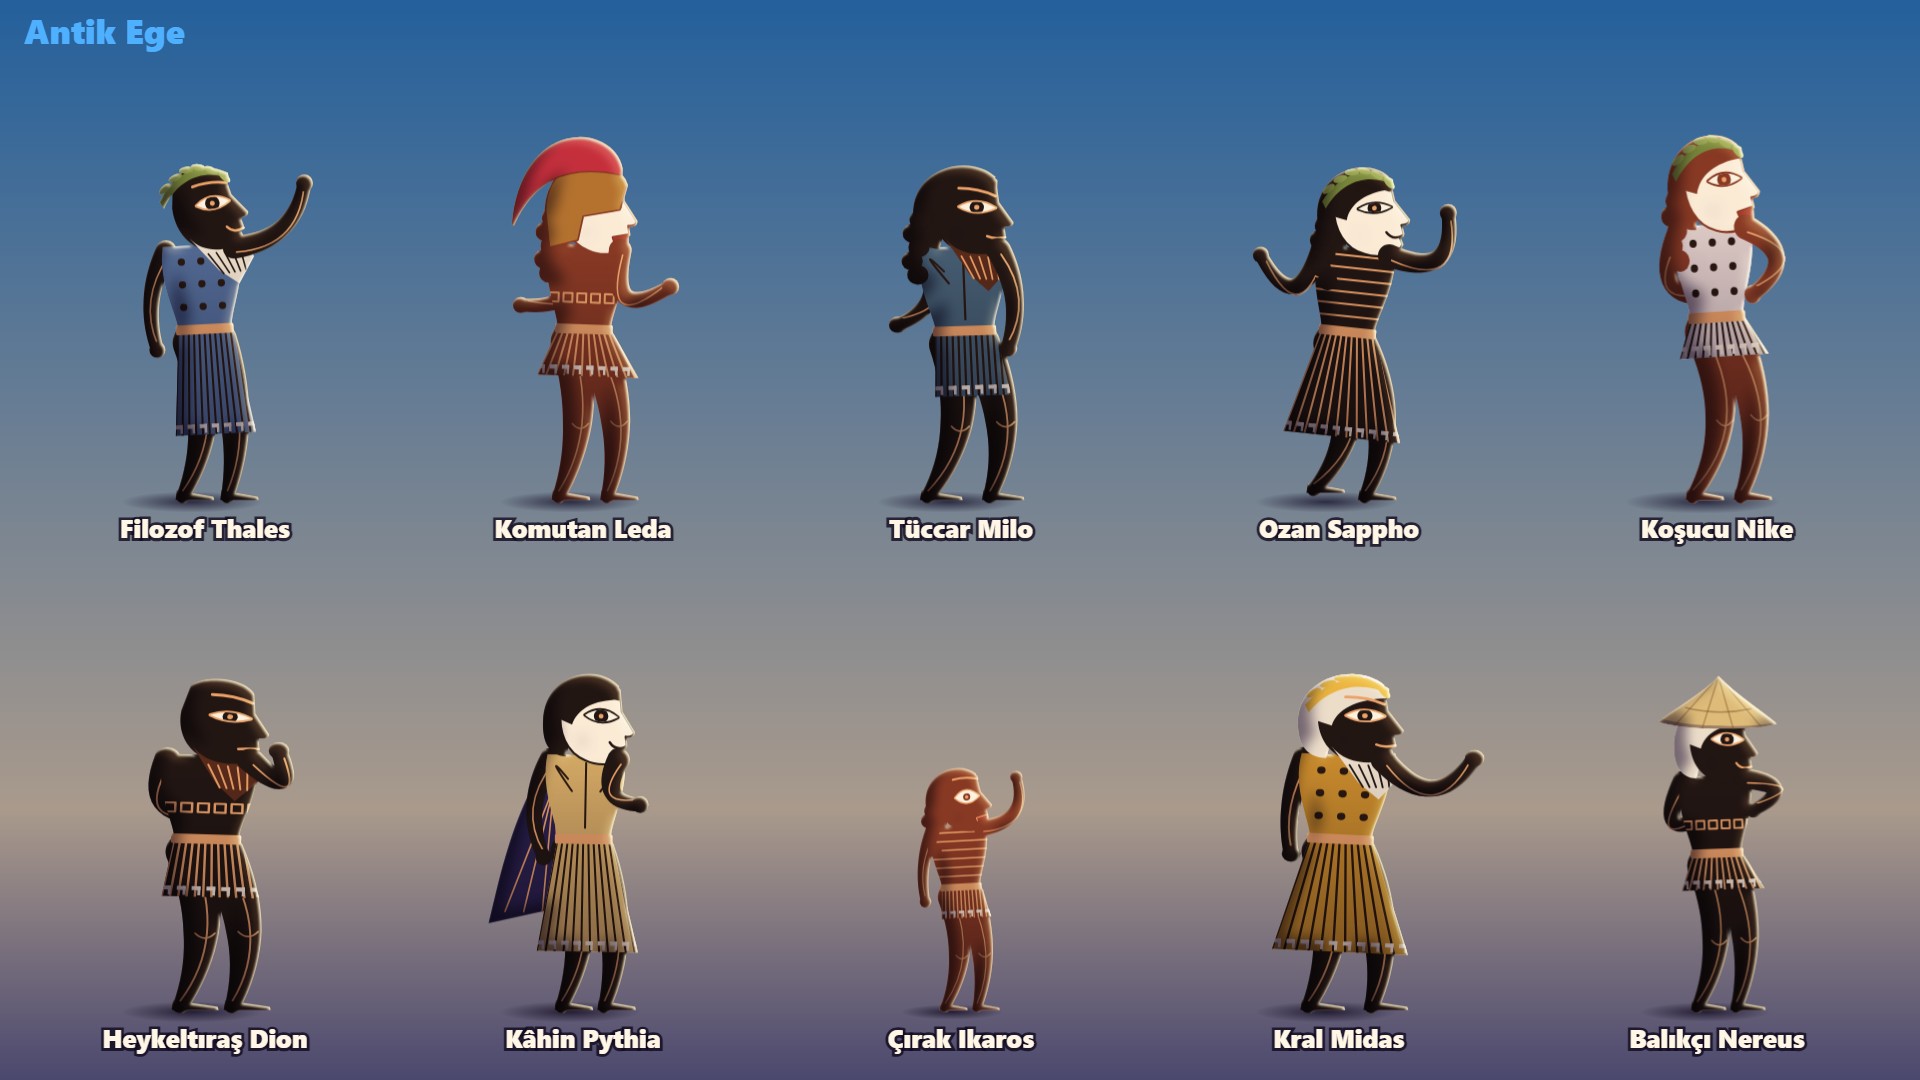 Antik Ege
Filozof Thales
Komutan Leda
Tüccar Milo
Ozan Sappho
Koşucu Nike
Heykeltıraş Dion
Kâhin Pythia
Çırak Ikaros
Kral Midas
Balıkçı Nereus